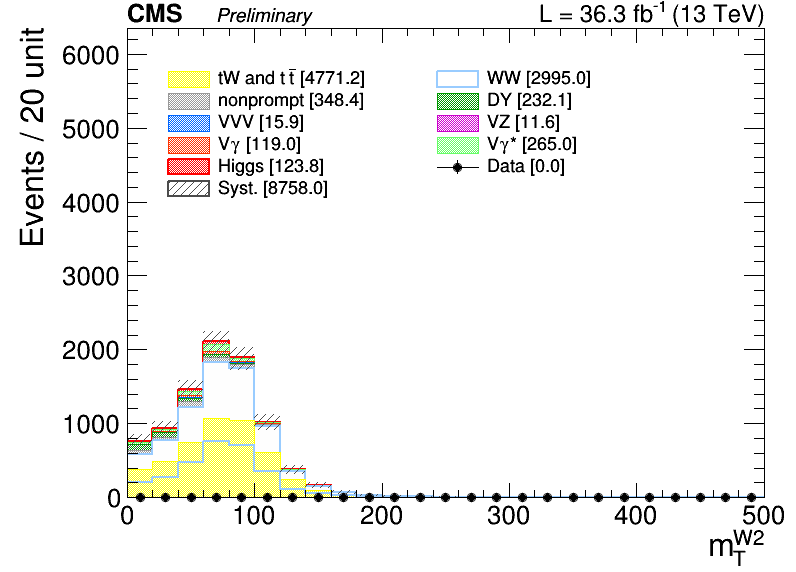 CMS Preliminary L = 36.3 fb⁻¹ (13 TeV)
Events / 20 unit
6000
5000
4000
3000
2000
1000
0
tW and t t̄ [4771.2]
nonprompt [348.4]
VVV [15.9]
Vγ [119.0]
Higgs [123.8]
Syst. [8758.0]
WW [2995.0]
DY [232.1]
VZ [11.6]
Vγ* [265.0]
Data [0.0]
0 100 200 300 400 500
m_T^W2